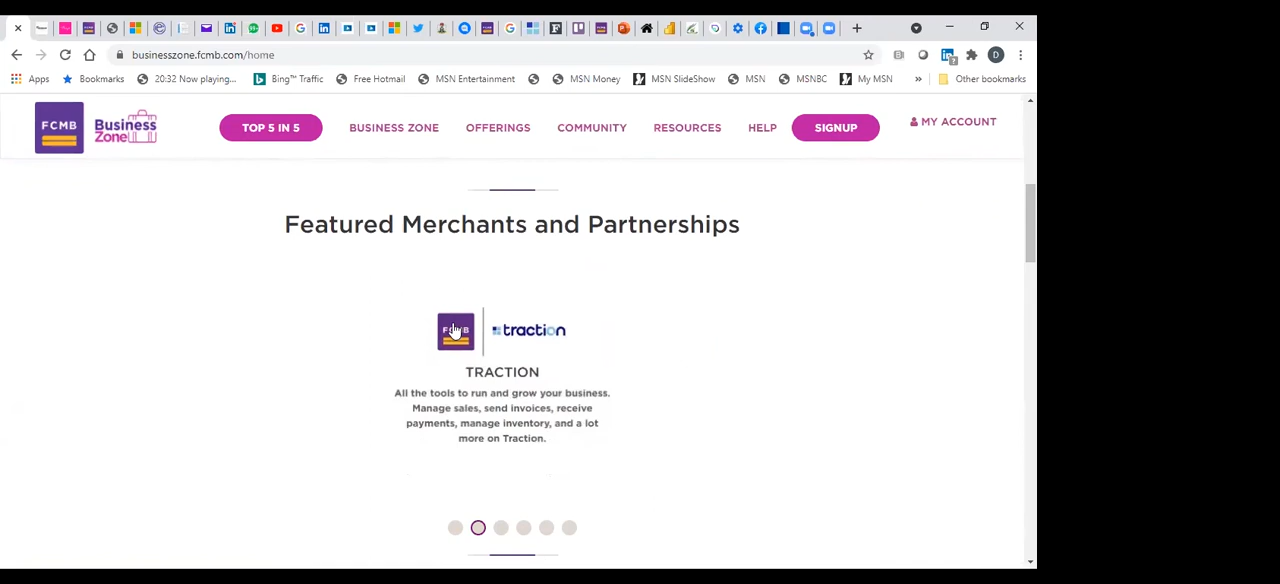 businesszone.fcmb.com/home
Apps Bookmarks 20:32 Now playing... Bing™ Traffic Free Hotmail MSN Entertainment MSN Money MSN SlideShow MSN MSNBC My MSN » Other bookmarks
FCMB Business Zone TOP 5 IN 5 BUSINESS ZONE OFFERINGS COMMUNITY RESOURCES HELP SIGNUP MY ACCOUNT
Featured Merchants and Partnerships
traction
TRACTION
All the tools to run and grow your business.
Manage sales, send invoices, receive
payments, manage inventory, and a lot
more on Traction.